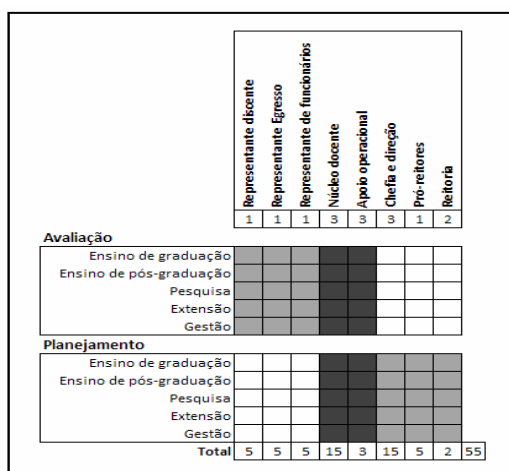 Representante discente
Representante Egresso
Representante de funcionários
Núcleo docente
Apoio operacional
Chefia e direção
Pró-reitores
Reitoria
1 1 1 3 3 3 1 2
Avaliação
Ensino de graduação
Ensino de pós-graduação
Pesquisa
Extensão
Gestão
Planejamento
Ensino de graduação
Ensino de pós-graduação
Pesquisa
Extensão
Gestão
Total 5 5 5 15 3 15 5 2 55